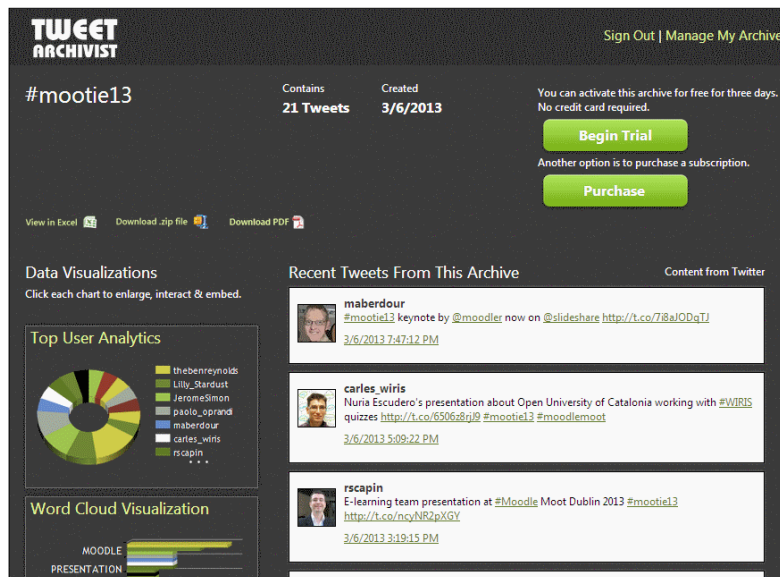 TWEET
ARCHIVIST
Sign Out | Manage My Archive
#mootie13
Contains
21 Tweets
Created
3/6/2013
You can activate this archive for free for three days.
No credit card required.
Begin Trial
Another option is to purchase a subscription.
Purchase
View in Excel
Download .zip file
Download PDF
Data Visualizations
Click each chart to enlarge, interact & embed.
Top User Analytics
thebenreynolds
Lilly_Stardust
JeromeSimon
paolo_oprandi
maberdour
carles_wiris
rscapin
• • •
Word Cloud Visualization
MOODLE
PRESENTATION
Recent Tweets From This Archive
Content from Twitter
maberdour
#mootie13 keynote by @moodler now on @slideshare http://t.co/7i8aJODqTJ
3/6/2013 7:47:12 PM
carles_wiris
Nuria Escudero's presentation about Open University of Catalonia working with #WIRIS
quizzes http://t.co/6506z8rjJ9 #mootie13 #moodlemoot
3/6/2013 5:09:22 PM
rscapin
E-learning team presentation at #Moodle Moot Dublin 2013 #mootie13
http://t.co/ncyNR2pXGY
3/6/2013 3:19:15 PM